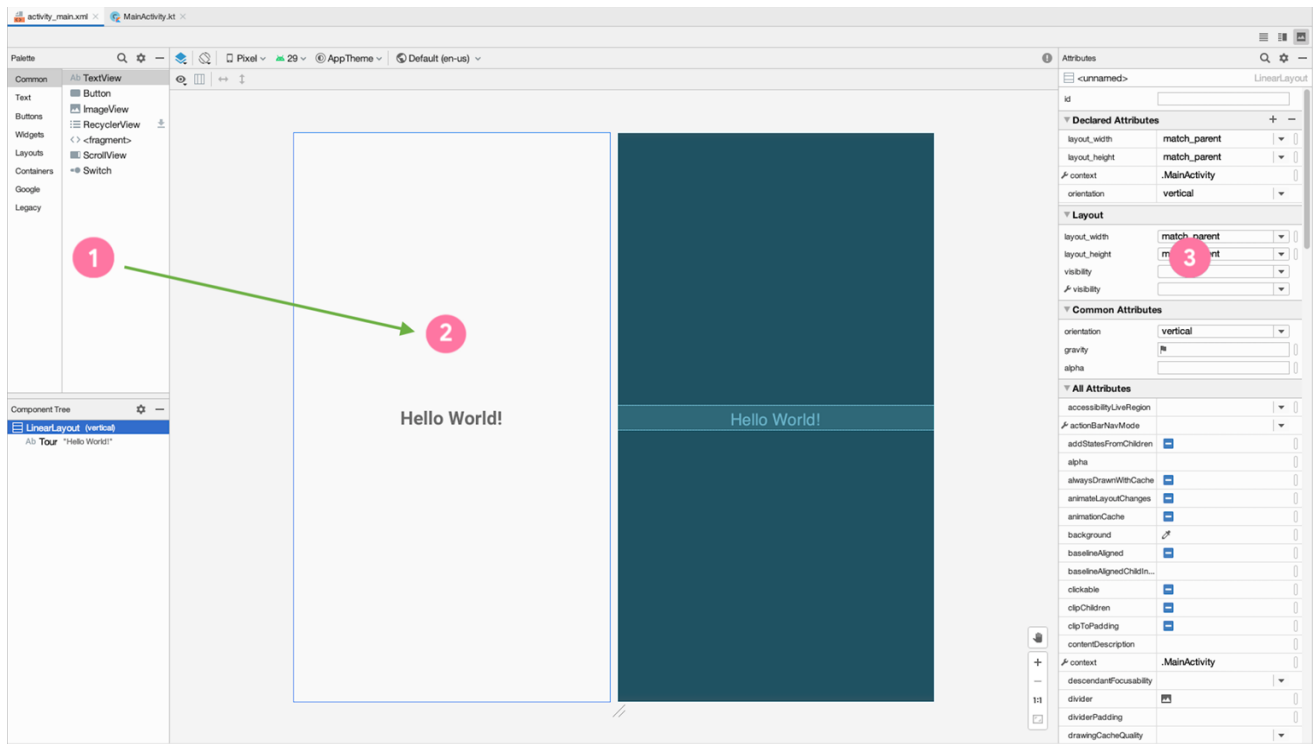 activity_main.xml
MainActivity.kt
Palette
Pixel
29
AppTheme
Default (en-us)
Attributes
Common
Text
Buttons
Widgets
Layouts
Containers
Google
Legacy
Ab TextView
Button
ImageView
RecyclerView
<fragment>
ScrollView
Switch
1
2
Hello World!
Hello World!
Component Tree
LinearLayout (vertical)
Ab Tour "Hello World!"
1:1
<unnamed> LinearLayout
id
Declared Attributes
layout_width match_parent
layout_height match_parent
context .MainActivity
orientation vertical
Layout
layout_width match_parent
layout_height
3
visibility
visibility
Common Attributes
orientation vertical
gravity
alpha
All Attributes
accessibilityLiveRegion
actionBarNavMode
addStatesFromChildren
alpha
alwaysDrawnWithCache
animateLayoutChanges
animationCache
background
baselineAligned
baselineAlignedChildIn...
clickable
clipChildren
clipToPadding
contentDescription
context .MainActivity
descendantFocusability
divider
dividerPadding
drawingCacheQuality